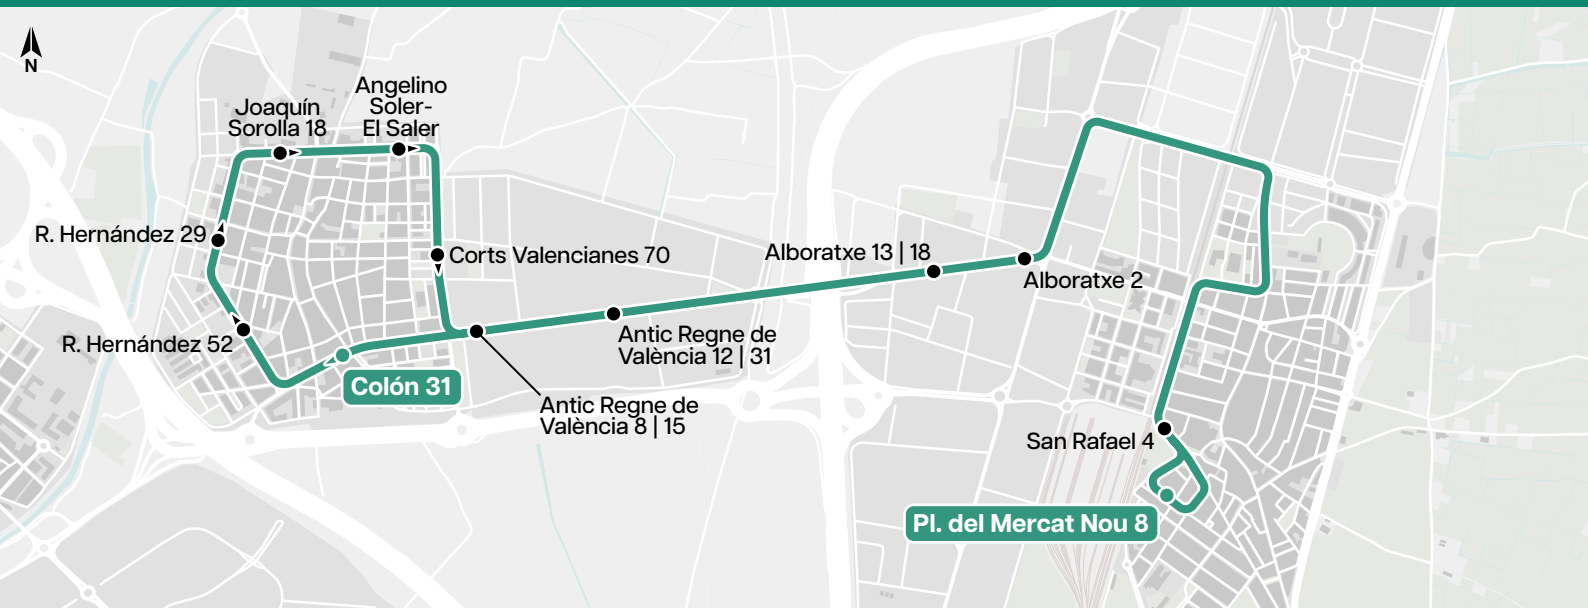 N
Joaquín
Sorolla 18
Angelino
Soler-
El Saler
R. Hernández 29
Corts Valencianes 70
Alboratxe 13 | 18
Alboratxe 2
R. Hernández 52
Antic Regne de
València 12 | 31
Colón 31
Antic Regne de
València 8 | 15
San Rafael 4
Pl. del Mercat Nou 8